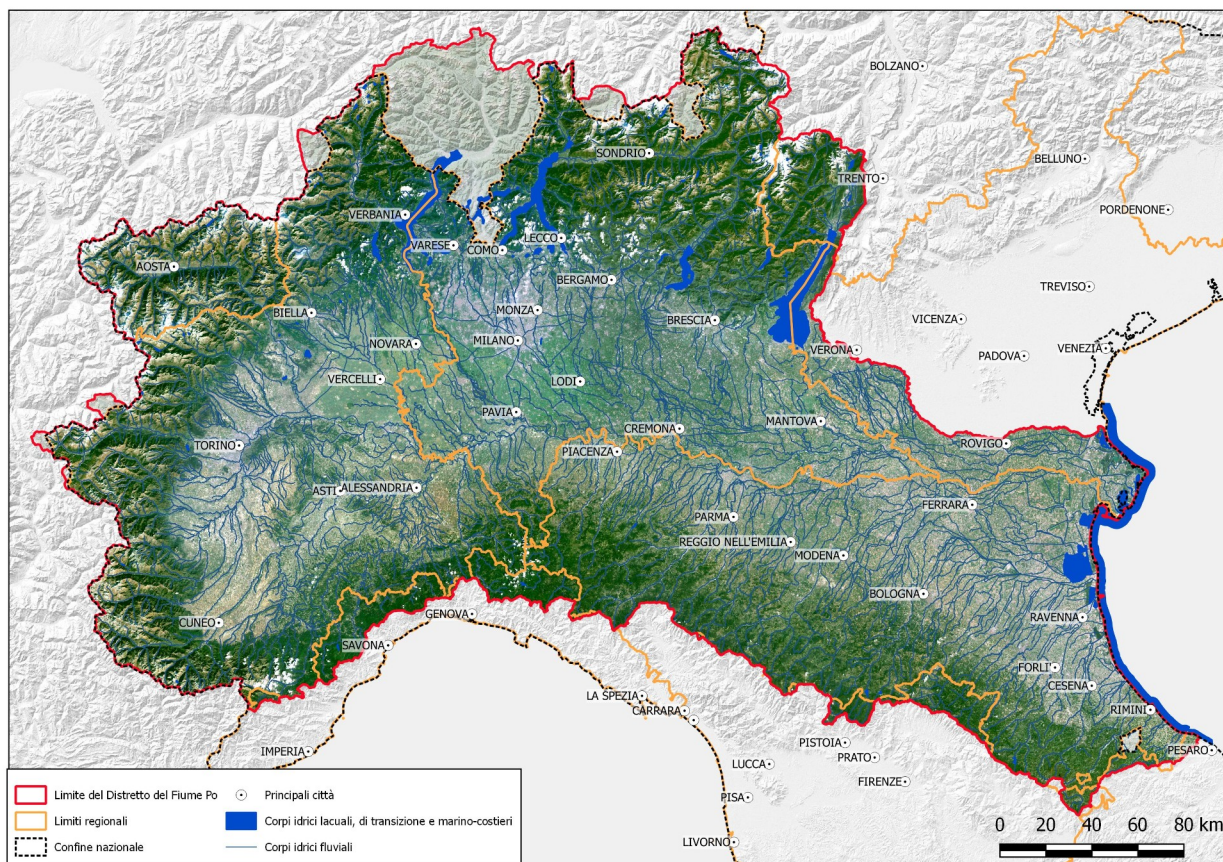 BOLZANO
SONDRIO
BELLUNO
TRENTO
PORDENONE
VERBANIA
VARESE
COMO
LECCO
AOSTA
BERGAMO
TREVISO
BIELLA
MONZA
BRESCIA
VICENZA
NOVARA
MILANO
VERONA
PADOVA
VENEZIA
VERCELLI
LODI
PAVIA
CREMONA
MANTOVA
TORINO
PIACENZA
ROVIGO
ASTI
ALESSANDRIA
PARMA
FERRARA
REGGIO NELL'EMILIA
MODENA
BOLOGNA
CUNEO
GENOVA
RAVENNA
SAVONA
FORLI'
CESENA
LA SPEZIA
CARRARA
RIMINI
IMPERIA
PISTOIA
PRATO
PESARO
LUCCA
FIRENZE
PISA
LIVORNO
Limite del Distretto del Fiume Po
Principali città
Limiti regionali
Corpi idrici lacuali, di transizione e marino-costieri
Confine nazionale
Corpi idrici fluviali
0 20 40 60 80 km